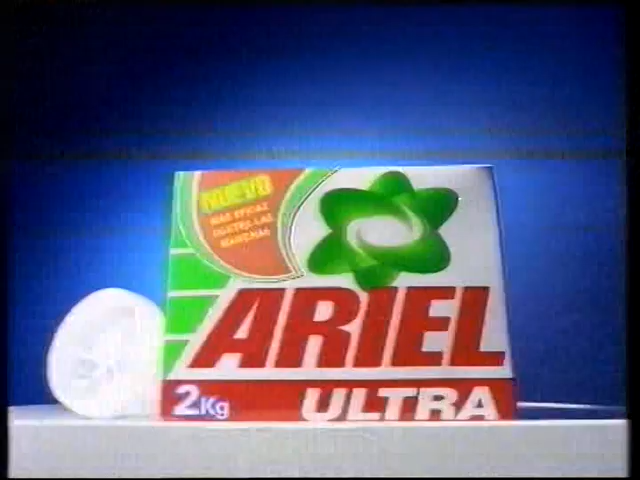 NUEVO
MAS EFICAZ
CONTRA LAS
MANCHAS
ARIEL
2Kg
ULTRA